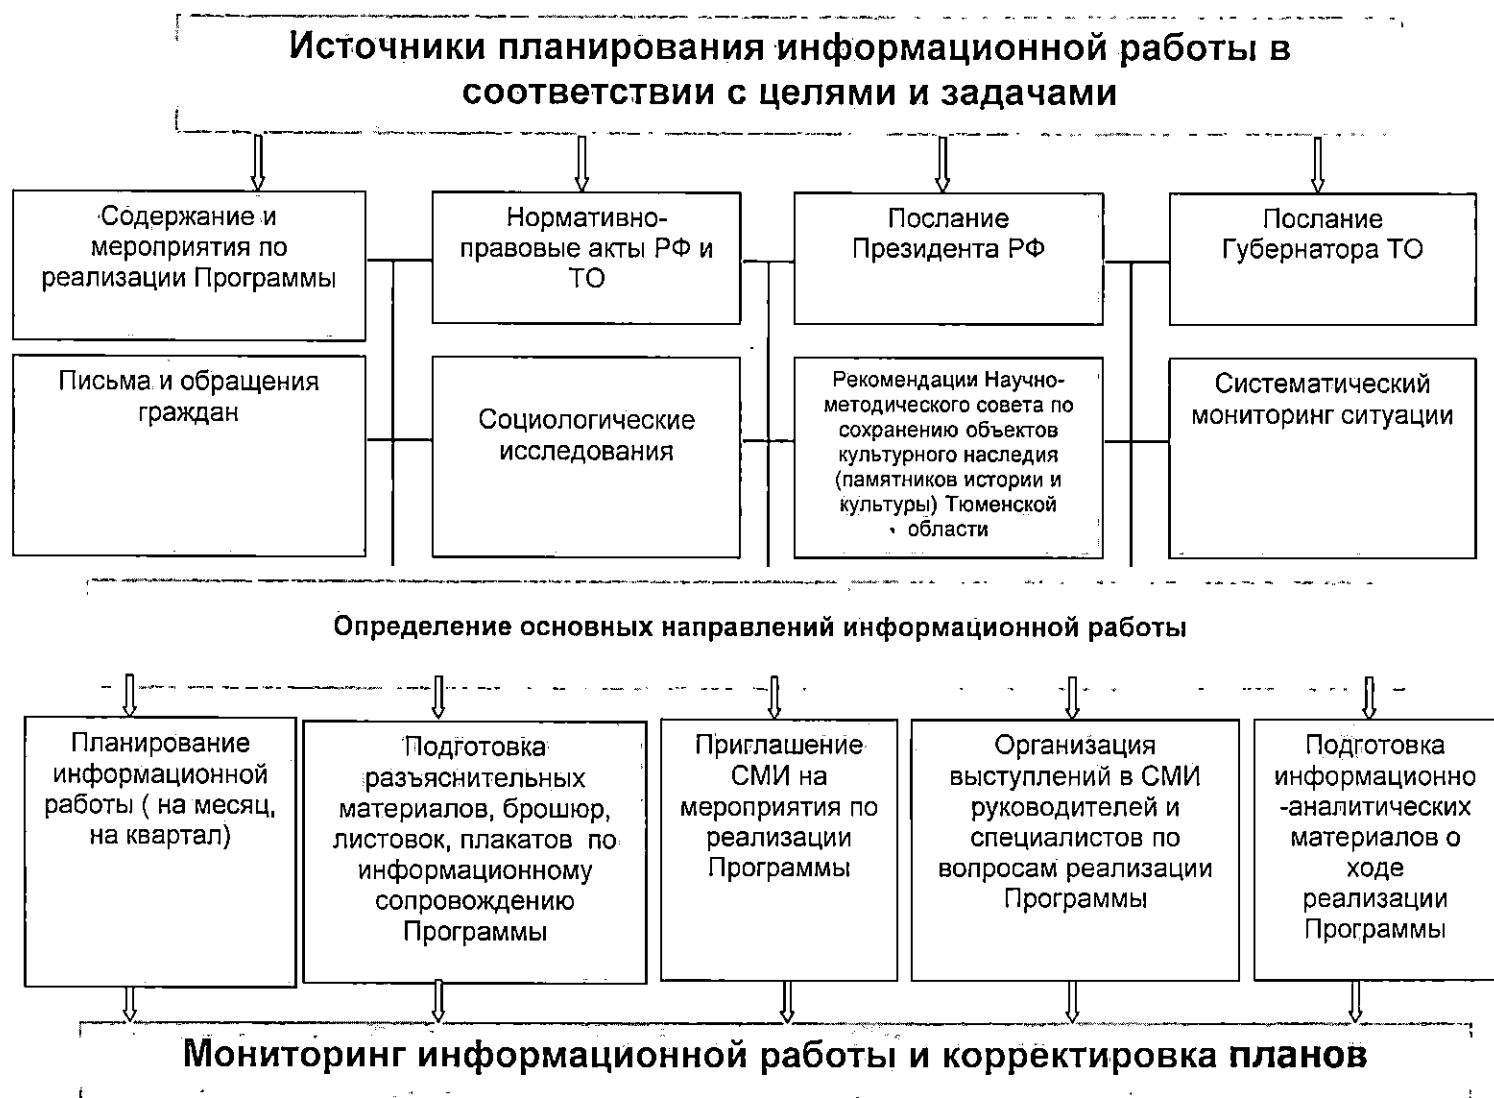 Источники планирования информационной работы в
соответствии с целями и задачами
Содержание и
мероприятия по
реализации Программы
Нормативно-
правовые акты РФ и
ТО
Послание
Президента РФ
Послание
Губернатора ТО
Письма и обращения
граждан
Социологические
исследования
Рекомендации Научно-
методического совета по
сохранению объектов
культурного наследия
(памятников истории и
культуры) Тюменской
области
Систематический
мониторинг ситуации
Определение основных направлений информационной работы
Планирование
информационной
работы ( на месяц,
на квартал)
Подготовка
разъяснительных
материалов, брошюр,
листовок, плакатов по
информационному
сопровождению
Программы
Приглашение
СМИ на
мероприятия по
реализации
Программы
Организация
выступлений в СМИ
руководителей и
специалистов по
вопросам реализации
Программы
Подготовка
информационно
-аналитических
материалов о
ходе
реализации
Программы
Мониторинг информационной работы и корректировка планов